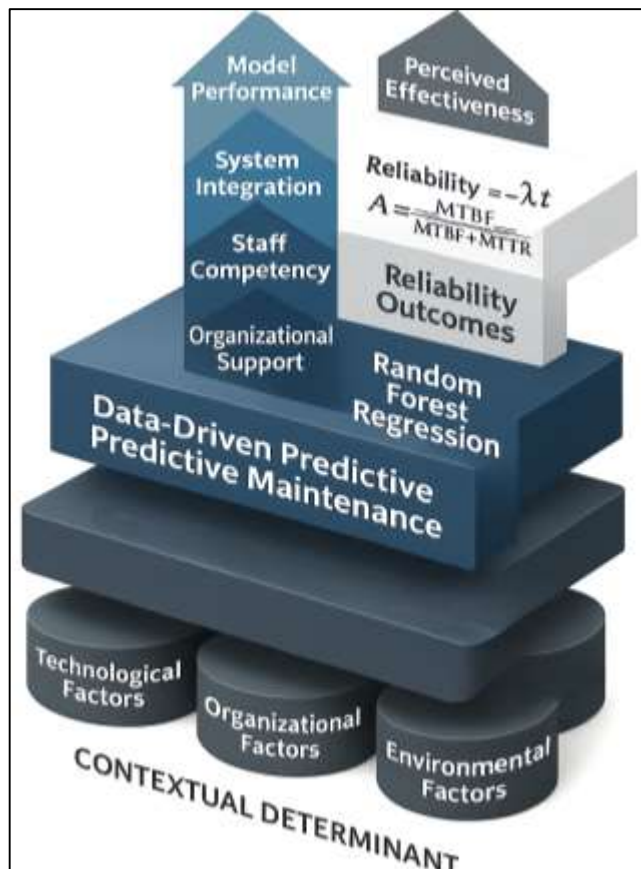 Model
Performance
System
Integration
Staff
Competency
Organizational
Support
Perceived
Effectiveness
Reliability = -λt
A = MTBF
MTBF+MTTR
Reliability
Outcomes
Random
Forest
Regression
Data-Driven Predictive
Predictive Maintenance
Technological
Factors
Organizational
Factors
Environmental
Factors
CONTEXTUAL DETERMINANT